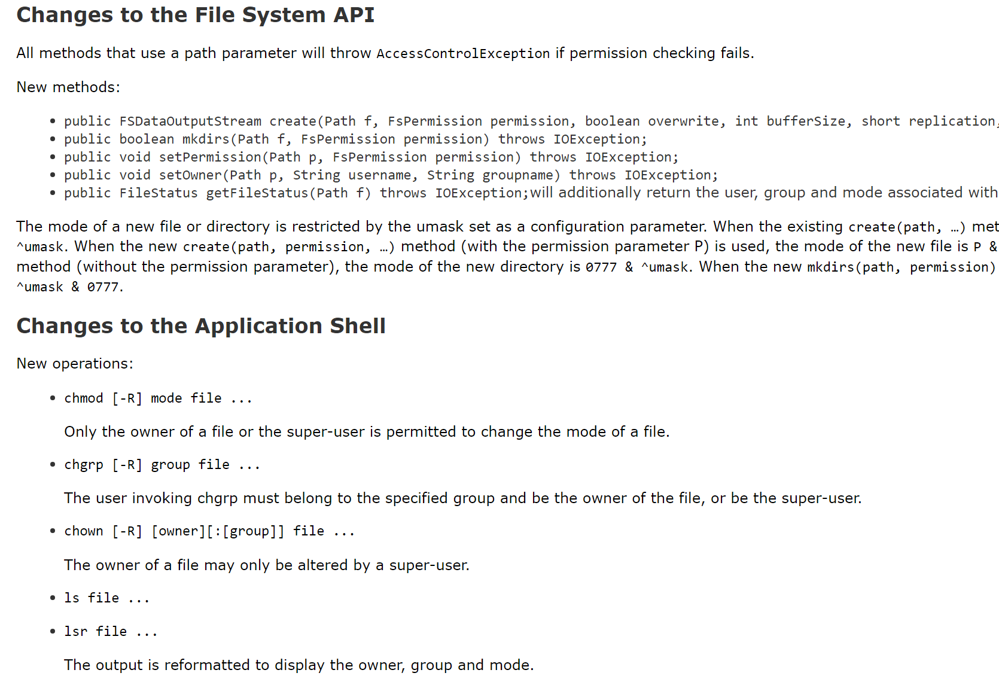 Changes to the File System API
All methods that use a path parameter will throw AccessControlException if permission checking fails.
New methods:
• public FSDataOutputStream create(Path f, FsPermission permission, boolean overwrite, int bufferSize, short replication,
• public boolean mkdirs(Path f, FsPermission permission) throws IOException;
• public void setPermission(Path p, FsPermission permission) throws IOException;
• public void setOwner(Path p, String username, String groupname) throws IOException;
• public FileStatus getFileStatus(Path f) throws IOException;will additionally return the user, group and mode associated with
The mode of a new file or directory is restricted by the umask set as a configuration parameter. When the existing create(path, …) met
^umask. When the new create(path, permission, …) method (with the permission parameter P) is used, the mode of the new file is P &
method (without the permission parameter), the mode of the new directory is 0777 & ^umask. When the new mkdirs(path, permission)
^umask & 0777.
Changes to the Application Shell
New operations:
• chmod [-R] mode file ...
Only the owner of a file or the super-user is permitted to change the mode of a file.
• chgrp [-R] group file ...
The user invoking chgrp must belong to the specified group and be the owner of the file, or be the super-user.
• chown [-R] [owner][:[group]] file ...
The owner of a file may only be altered by a super-user.
• ls file ...
• lsr file ...
The output is reformatted to display the owner, group and mode.